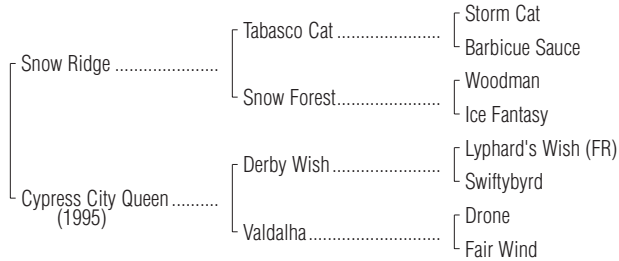 Storm Cat
Tabasco Cat ......................
Barbicue Sauce
Snow Ridge ......................
Woodman
Snow Forest......................
Ice Fantasy
Lyphard's Wish (FR)
Derby Wish ......................
Swiftybyrd
Cypress City Queen ..........
(1995)
Drone
Valdalha...........................
Fair Wind